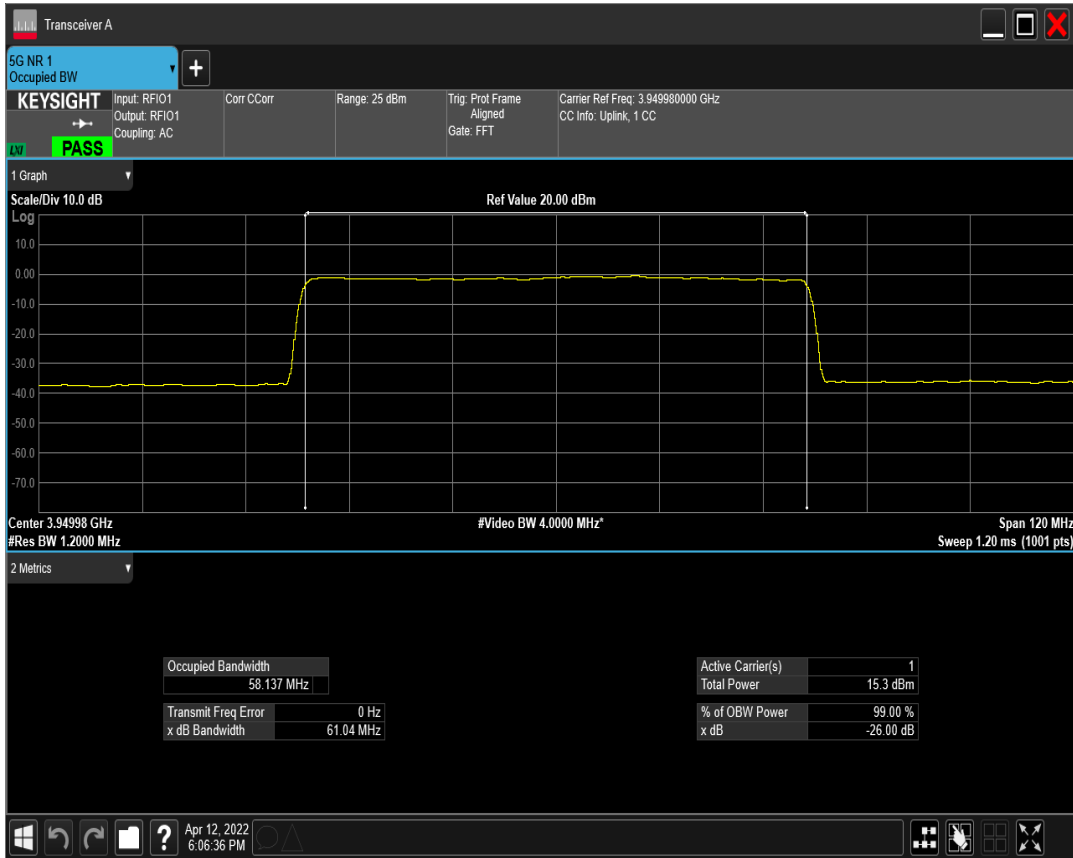 Transceiver A
5G NR 1
Occupied BW
KEYSIGHT
LXI
PASS
Input: RFIO1
Output: RFIO1
Coupling: AC
Corr CCorr
Range: 25 dBm
Trig: Prot Frame
Aligned
Gate: FFT
Carrier Ref Freq: 3.949980000 GHz
CC Info: Uplink, 1 CC
1 Graph
Scale/Div 10.0 dB
Ref Value 20.00 dBm
Log
10.0
0.00
-10.0
-20.0
-30.0
-40.0
-50.0
-60.0
-70.0
Center 3.94998 GHz
#Video BW 4.0000 MHz*
Span 120 MHz
#Res BW 1.2000 MHz
Sweep 1.20 ms (1001 pts)
2 Metrics
Occupied Bandwidth
58.137 MHz
Transmit Freq Error 0 Hz
x dB Bandwidth 61.04 MHz
Active Carrier(s) 1
Total Power 15.3 dBm
% of OBW Power 99.00 %
x dB -26.00 dB
?
Apr 12, 2022
6:06:36 PM